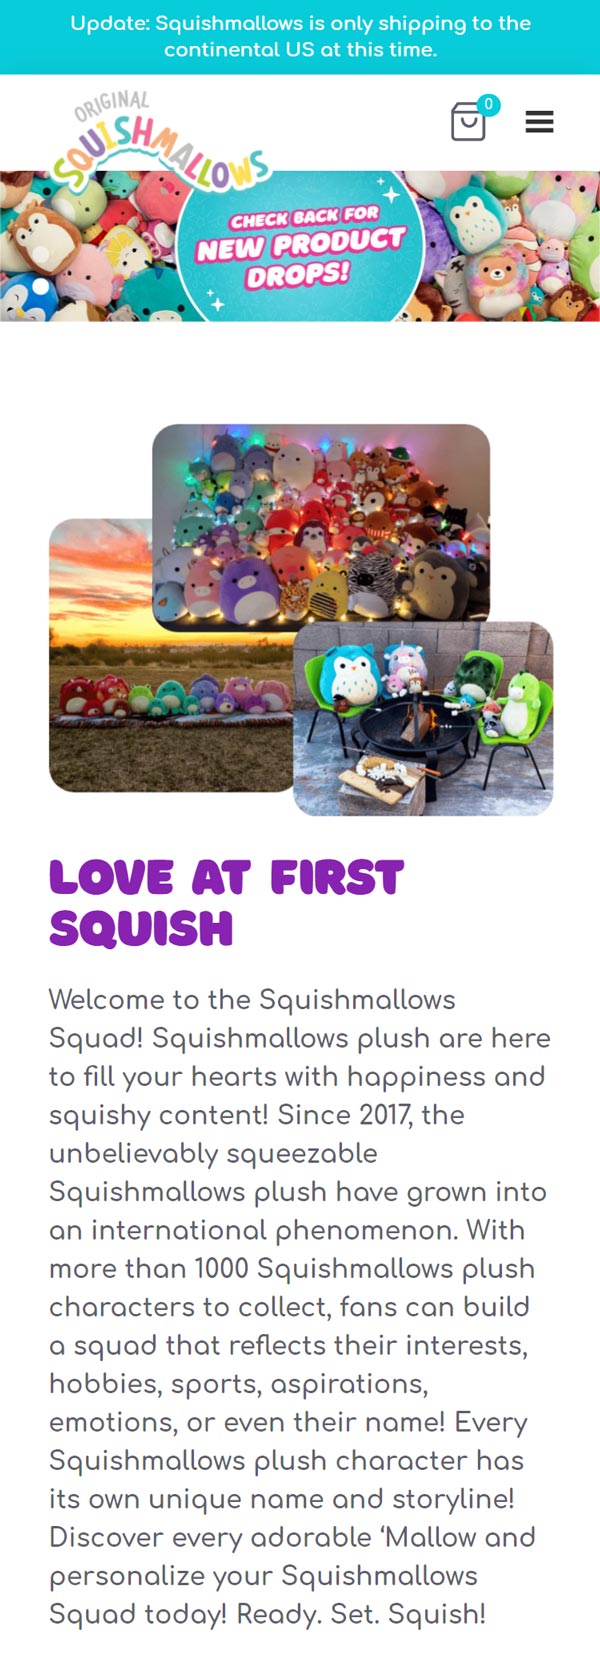 Update: Squishmallows is only shipping to the
continental US at this time.
ORIGINAL
SQUISHMALLOWS
0
CHECK BACK FOR
NEW PRODUCT
DROPS!
LOVE AT FIRST
SQUISH
Welcome to the Squishmallows
Squad! Squishmallows plush are here
to fill your hearts with happiness and
squishy content! Since 2017, the
unbelievably squeezable
Squishmallows plush have grown into
an international phenomenon. With
more than 1000 Squishmallows plush
characters to collect, fans can build
a squad that reflects their interests,
hobbies, sports, aspirations,
emotions, or even their name! Every
Squishmallows plush character has
its own unique name and storyline!
Discover every adorable ‘Mallow and
personalize your Squishmallows
Squad today! Ready. Set. Squish!